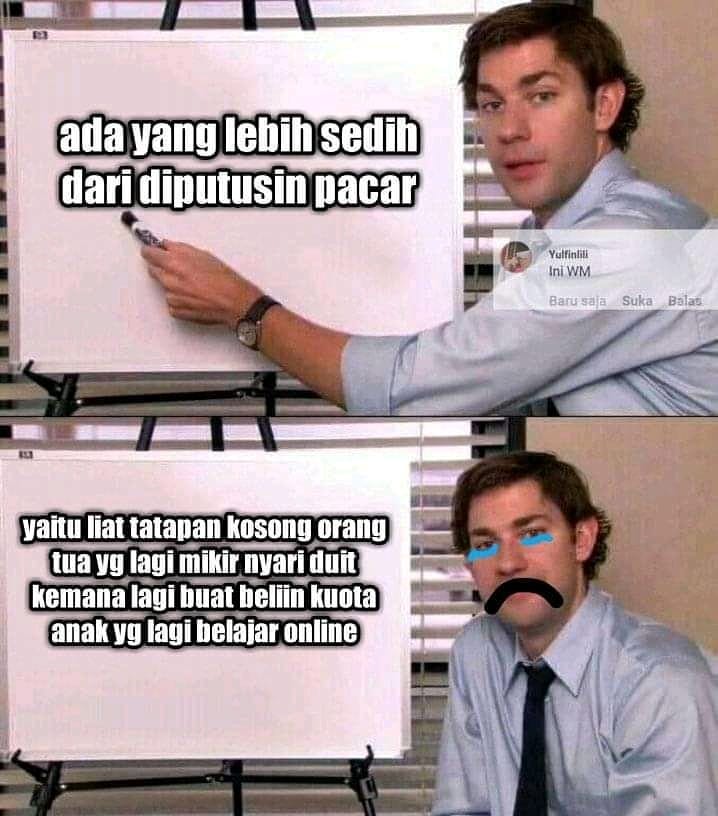 ada yang lebih sedih
dari diputusin pacar
Yulfinlili
Ini WM
Baru saja Suka Balas
yaitu liat tatapan kosong orang
tua yg lagi mikir nyari duit
kemana lagi buat beliin kuota
anak yg lagi belajar online